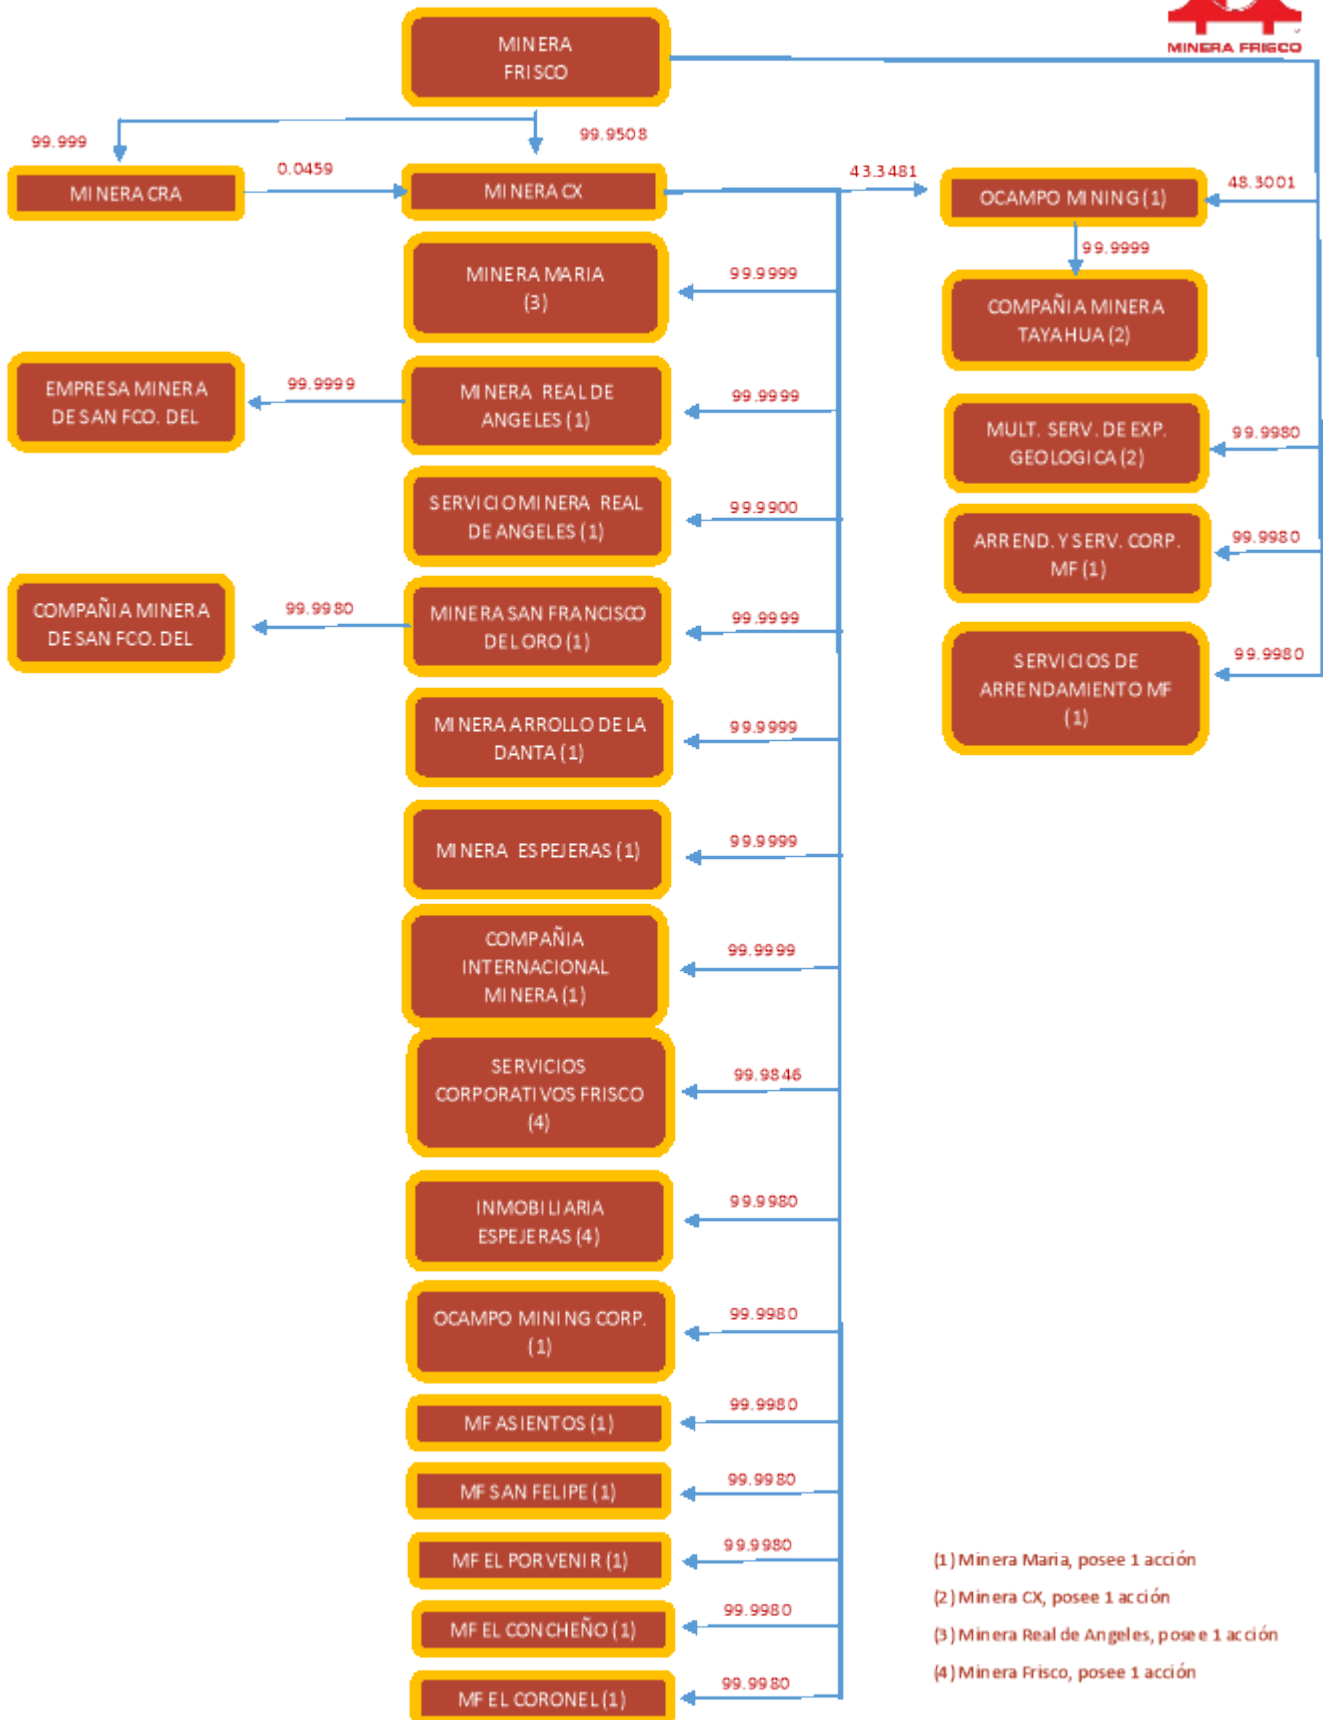 MINERA
FRISCO
MINERA FRISCO
99.999
99.9508
MINERA CRA
0.0459
MINERA CX
43.3481
OCAMPO MINING (1)
48.3001
99.9999
COMPAÑIA MINERA
TAYAHUA (2)
MINERA MARIA
(3)
99.9999
EMPRESA MINERA
DE SAN FCO. DEL
99.9999
MINERA REAL DE
ANGELES (1)
99.9999
MULT. SERV. DE EXP.
GEOLOGICA (2)
99.9980
SERVICIO MINERA REAL
DE ANGELES (1)
99.9900
ARREND. Y SERV. CORP.
MF (1)
99.9980
COMPAÑIA MINERA
DE SAN FCO. DEL
99.9980
MINERA SAN FRANCISCO
DEL ORO (1)
99.9999
SERVICIOS DE
ARRENDAMIENTO MF
(1)
99.9980
MINERA ARROLLO DE LA
DANTA (1)
99.9999
MINERA ESPEJERAS (1)
99.9999
COMPAÑIA
INTERNACIONAL
MINERA (1)
99.9999
SERVICIOS
CORPORATIVOS FRISCO
(4)
99.9846
INMOBILIARIA
ESPEJERAS (4)
99.9980
OCAMPO MINING CORP.
(1)
99.9980
MF ASIENTOS (1)
99.9980
MF SAN FELIPE (1)
99.9980
MF EL PORVENIR (1)
99.9980
MF EL CONCHEÑO (1)
99.9980
MF EL CORONEL (1)
99.9980
(1) Minera Maria, posee 1 acción
(2) Minera CX, posee 1 acción
(3) Minera Real de Angeles, posee 1 acción
(4) Minera Frisco, posee 1 acción